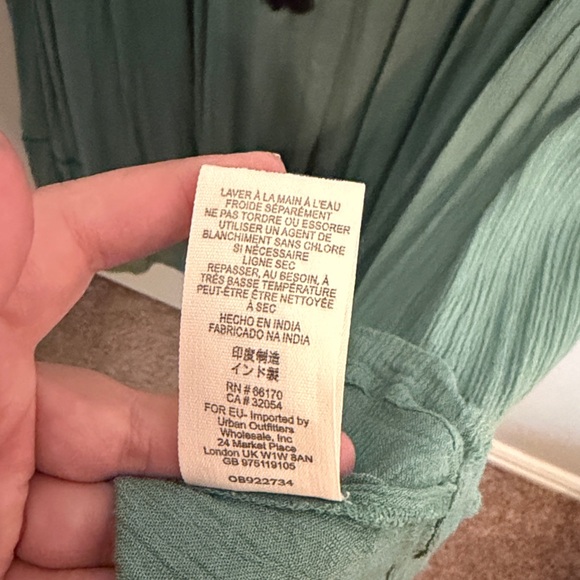 LAVER À LA MAIN À L'EAU
FROIDE SÉPARÉMENT
NE PAS TORDRE OU ESSORER
UTILISER UN AGENT DE
BLANCHIMENT SANS CHLORE
SI NÉCESSAIRE
LIGNE SEC
REPASSER, AU BESOIN, À
TRÈS BASSE TEMPÉRATURE
PEUT-ÊTRE ÊTRE NETTOYÉE
À SEC
HECHO EN INDIA
FABRICADO NA INDIA
印度制造
インド製
RN # 66170
CA # 32054
FOR EU- Imported by
Urban Outfitters
Wholesale, Inc
24 Market Place
London UK W1W 8AN
GB 975119105
OB922734